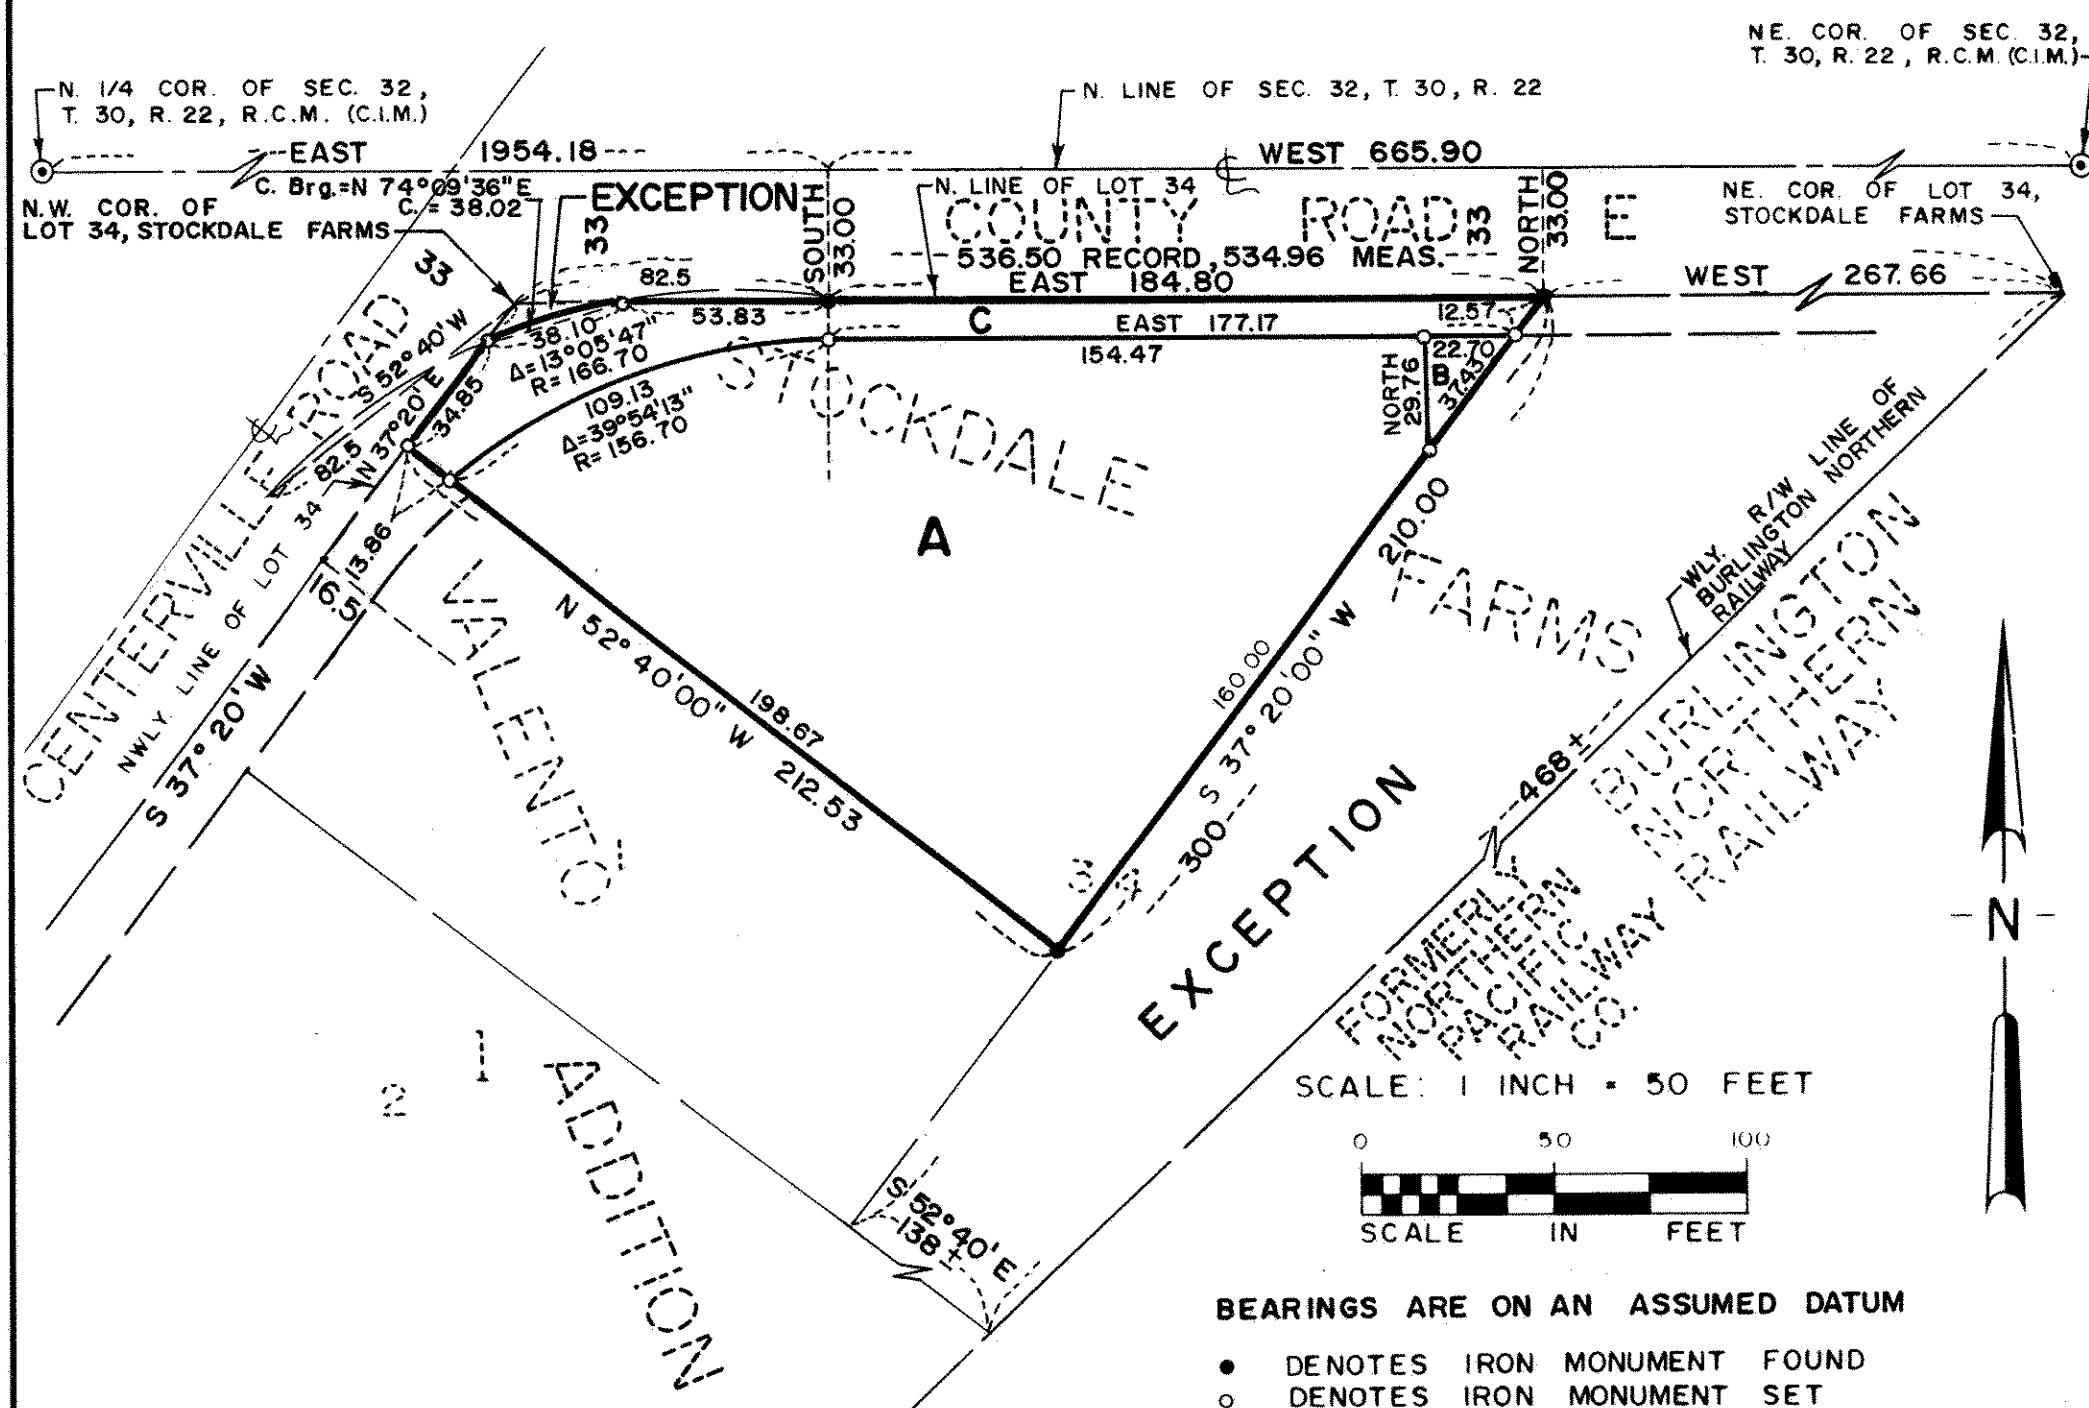 NE. COR. OF SEC. 32,
T. 30, R. 22, R.C.M. (C.I.M.)
N. 1/4 COR. OF SEC. 32,
T. 30, R. 22, R.C.M. (C.I.M.)
N. LINE OF SEC. 32, T. 30, R. 22
EAST 1954.18
WEST 665.90
C. Brg.=N 74°09'36"E
C. = 38.02
EXCEPTION
N.W. COR. OF
LOT 34, STOCKDALE FARMS
33
SOUTH
33.00
N. LINE OF LOT 34
COUNTY ROAD E
33
NORTH
33.00
NE. COR. OF LOT 34,
STOCKDALE FARMS
536.50 RECORD, 534.96 MEAS.
EAST 184.80
WEST 267.66
33
82.5
53.83
C
EAST 177.17
12.57
154.47
22.70
S 52°40'W
N 37°20'E
34.85
38.10
Δ=13°05'47"
R= 166.70
109.13
Δ=39°54'13"
R= 156.70
NORTH
29.76
B
37.43
82.5
CENTERVILLE ROAD
STOCKDALE
FARMS
A
210.00
160.00
S 37° 20'00" W
300
13.86
16.5
NWLY. LINE OF LOT 34
S 37° 20' W
N 52° 40'00" W
198.67
212.53
VALENTO
ADDITION
34
EXCEPTION
WLY. R/W LINE OF
BURLINGTON NORTHERN
RAILWAY
468±
BURLINGTON
NORTHERN
RAILWAY
FORMERLY
NORTHERN
PACIFIC
RAILWAY
CO.
N
1
2
S 52°40' E
138±
SCALE: 1 INCH = 50 FEET
0 50 100
SCALE IN FEET
BEARINGS ARE ON AN ASSUMED DATUM
● DENOTES IRON MONUMENT FOUND
○ DENOTES IRON MONUMENT SET